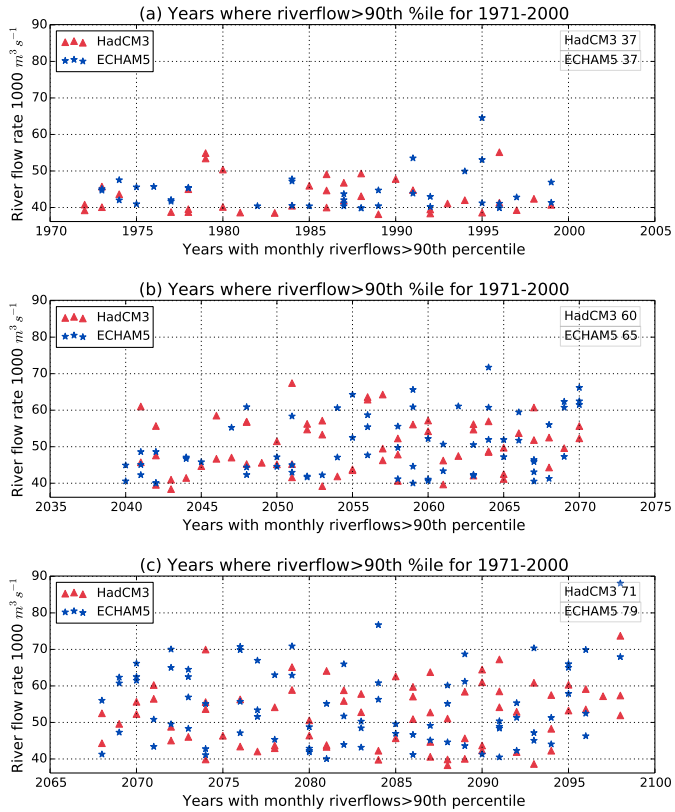 (a) Years where riverflow>90th %ile for 1971-2000
River flow rate 1000 m³ s⁻¹
90
80
70
60
50
40
HadCM3
ECHAM5
HadCM3 37
ECHAM5 37
1970 1975 1980 1985 1990 1995 2000 2005
Years with monthly riverflows>90th percentile
(b) Years where riverflow>90th %ile for 1971-2000
River flow rate 1000 m³ s⁻¹
90
80
70
60
50
40
HadCM3
ECHAM5
HadCM3 60
ECHAM5 65
2035 2040 2045 2050 2055 2060 2065 2070 2075
Years with monthly riverflows>90th percentile
(c) Years where riverflow>90th %ile for 1971-2000
River flow rate 1000 m³ s⁻¹
90
80
70
60
50
40
HadCM3
ECHAM5
HadCM3 71
ECHAM5 79
2065 2070 2075 2080 2085 2090 2095 2100
Years with monthly riverflows>90th percentile